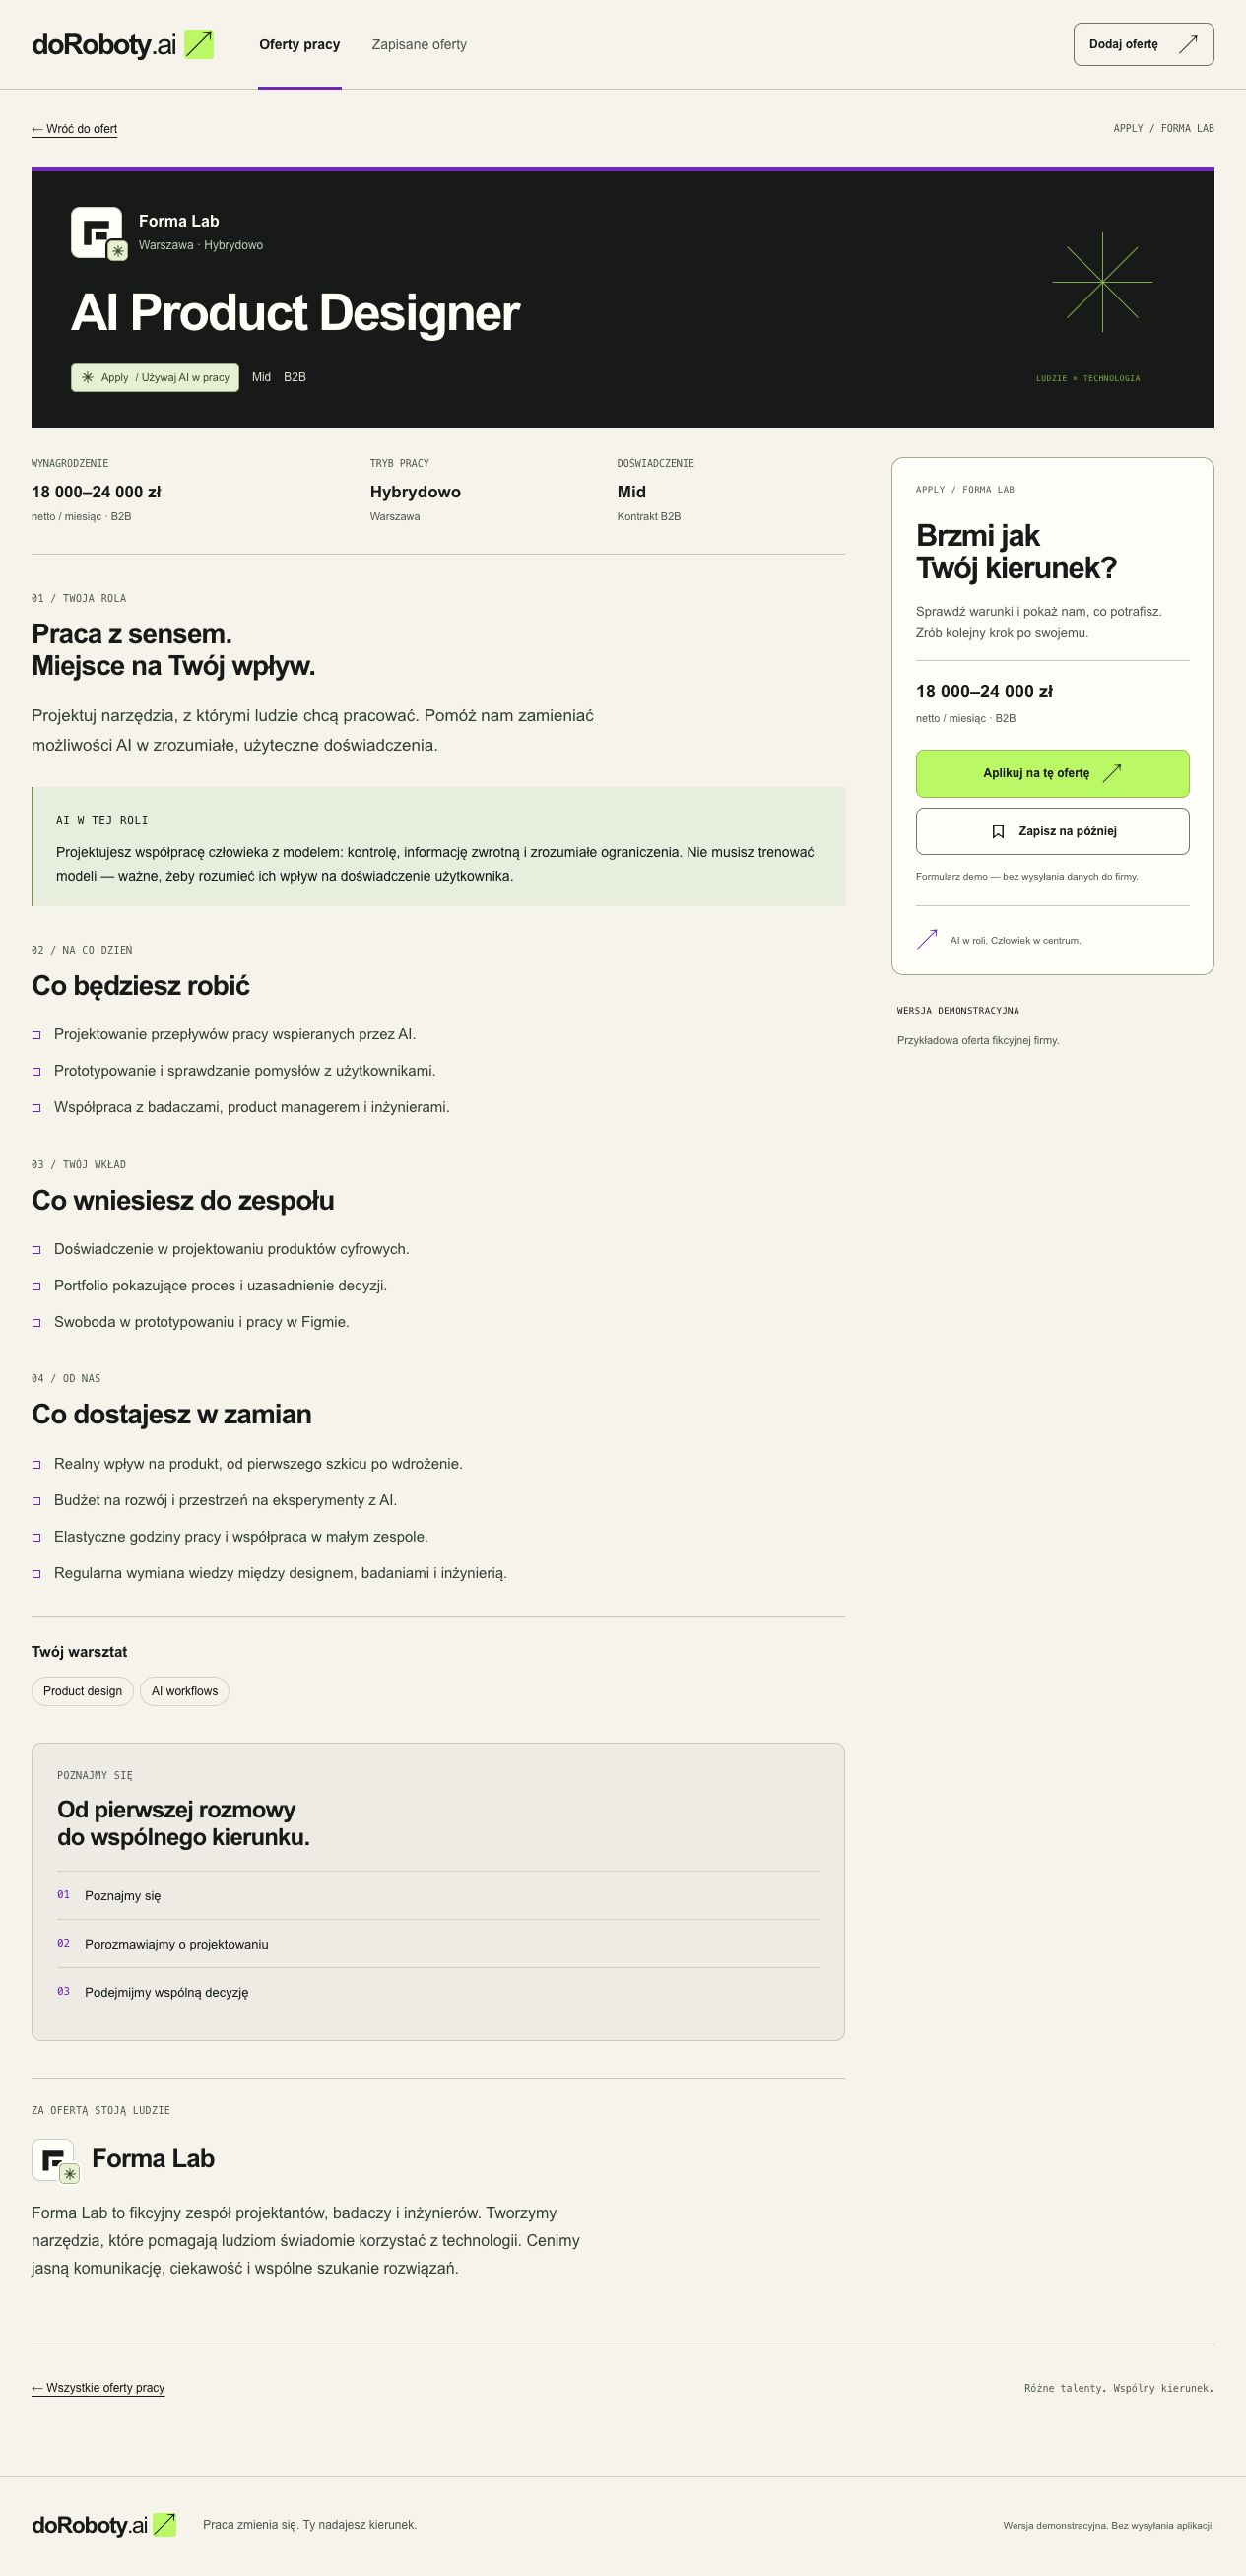 doRoboty.ai
Oferty pracy
Zapisane oferty
Dodaj ofertę
← Wróć do ofert
APPLY / FORMA LAB
Forma Lab
Warszawa · Hybrydowo
AI Product Designer
Apply / Używaj AI w pracy
Mid
B2B
LUDZIE × TECHNOLOGIA
WYNAGRODZENIE
18 000–24 000 zł
netto / miesiąc · B2B
TRYB PRACY
Hybrydowo
Warszawa
DOŚWIADCZENIE
Mid
Kontrakt B2B
01 / TWOJA ROLA
Praca z sensem.
Miejsce na Twój wpływ.
Projektuj narzędzia, z którymi ludzie chcą pracować. Pomóż nam zamieniać
możliwości AI w zrozumiałe, użyteczne doświadczenia.
AI W TEJ ROLI
Projektujesz współpracę człowieka z modelem: kontrolę, informację zwrotną i zrozumiałe ograniczenia. Nie musisz trenować
modeli — ważne, żeby rozumieć ich wpływ na doświadczenie użytkownika.
02 / NA CO DZIEŃ
Co będziesz robić
Projektowanie przepływów pracy wspieranych przez AI.
Prototypowanie i sprawdzanie pomysłów z użytkownikami.
Współpraca z badaczami, product managerem i inżynierami.
03 / TWÓJ WKŁAD
Co wniesiesz do zespołu
Doświadczenie w projektowaniu produktów cyfrowych.
Portfolio pokazujące proces i uzasadnienie decyzji.
Swoboda w prototypowaniu i pracy w Figmie.
04 / OD NAS
Co dostajesz w zamian
Realny wpływ na produkt, od pierwszego szkicu po wdrożenie.
Budżet na rozwój i przestrzeń na eksperymenty z AI.
Elastyczne godziny pracy i współpraca w małym zespole.
Regularna wymiana wiedzy między designem, badaniami i inżynierią.
Twój warsztat
Product design
AI workflows
POZNAJMY SIĘ
Od pierwszej rozmowy
do wspólnego kierunku.
01 Poznajmy się
02 Porozmawiajmy o projektowaniu
03 Podejmijmy wspólną decyzję
ZA OFERTĄ STOJĄ LUDZIE
Forma Lab
Forma Lab to fikcyjny zespół projektantów, badaczy i inżynierów. Tworzymy
narzędzia, które pomagają ludziom świadomie korzystać z technologii. Cenimy
jasną komunikację, ciekawość i wspólne szukanie rozwiązań.
APPLY / FORMA LAB
Brzmi jak
Twój kierunek?
Sprawdź warunki i pokaż nam, co potrafisz.
Zrób kolejny krok po swojemu.
18 000–24 000 zł
netto / miesiąc · B2B
Aplikuj na tę ofertę
Zapisz na później
Formularz demo — bez wysyłania danych do firmy.
AI w roli. Człowiek w centrum.
WERSJA DEMONSTRACYJNA
Przykładowa oferta fikcyjnej firmy.
← Wszystkie oferty pracy
Różne talenty. Wspólny kierunek.
doRoboty.ai
Praca zmienia się. Ty nadajesz kierunek.
Wersja demonstracyjna. Bez wysyłania aplikacji.